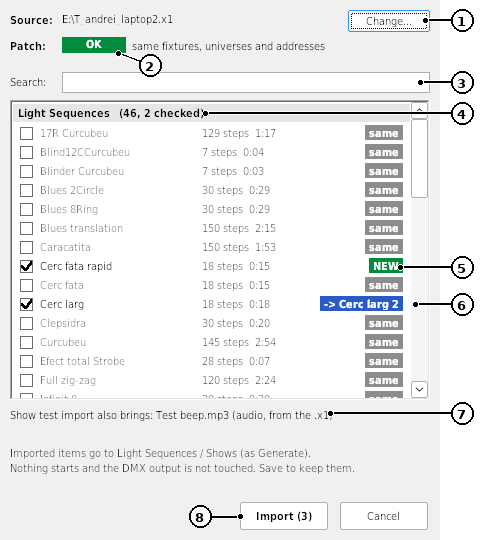 Source: E:\T_andrei_laptop2.x1 Change... 1
Patch: OK same fixtures, universes and addresses
2
Search: 3
Light Sequences (46, 2 checked) 4
17R Curcubeu 129 steps 1:17 same
Blind12CCurcubeu 7 steps 0:04 same
Blinder Curcubeu 7 steps 0:03 same
Blues 2Circle 30 steps 0:29 same
Blues 8Ring 30 steps 0:29 same
Blues translation 150 steps 2:15 same
Caracatita 150 steps 1:53 same
Cerc fata rapid 18 steps 0:15 NEW 5
Cerc fata 18 steps 0:15 same
Cerc larg 18 steps 0:18 -> Cerc larg 2 6
Clepsidra 30 steps 0:20 same
Curcubeu 145 steps 2:54 same
Efect total Strobe 28 steps 0:07 same
Full zig-zag 120 steps 2:24 same
Show test import also brings: Test beep.mp3 (audio, from the .x1) 7
Imported items go to Light Sequences / Shows (as Generate).
Nothing starts and the DMX output is not touched. Save to keep them.
8 Import (3) Cancel